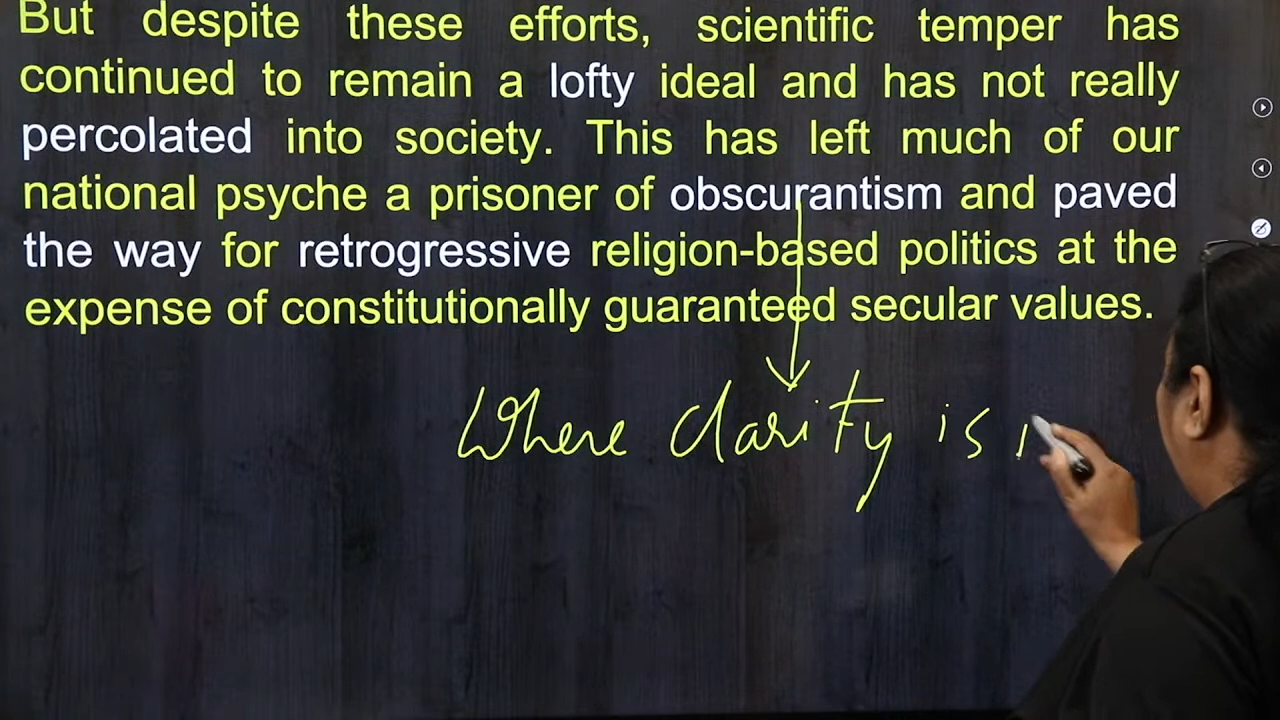 But despite these efforts, scientific temper has
continued to remain a lofty ideal and has not really
percolated into society. This has left much of our
national psyche a prisoner of obscurantism and paved
the way for retrogressive religion-based politics at the
expense of constitutionally guaranteed secular values.
Where clarity is